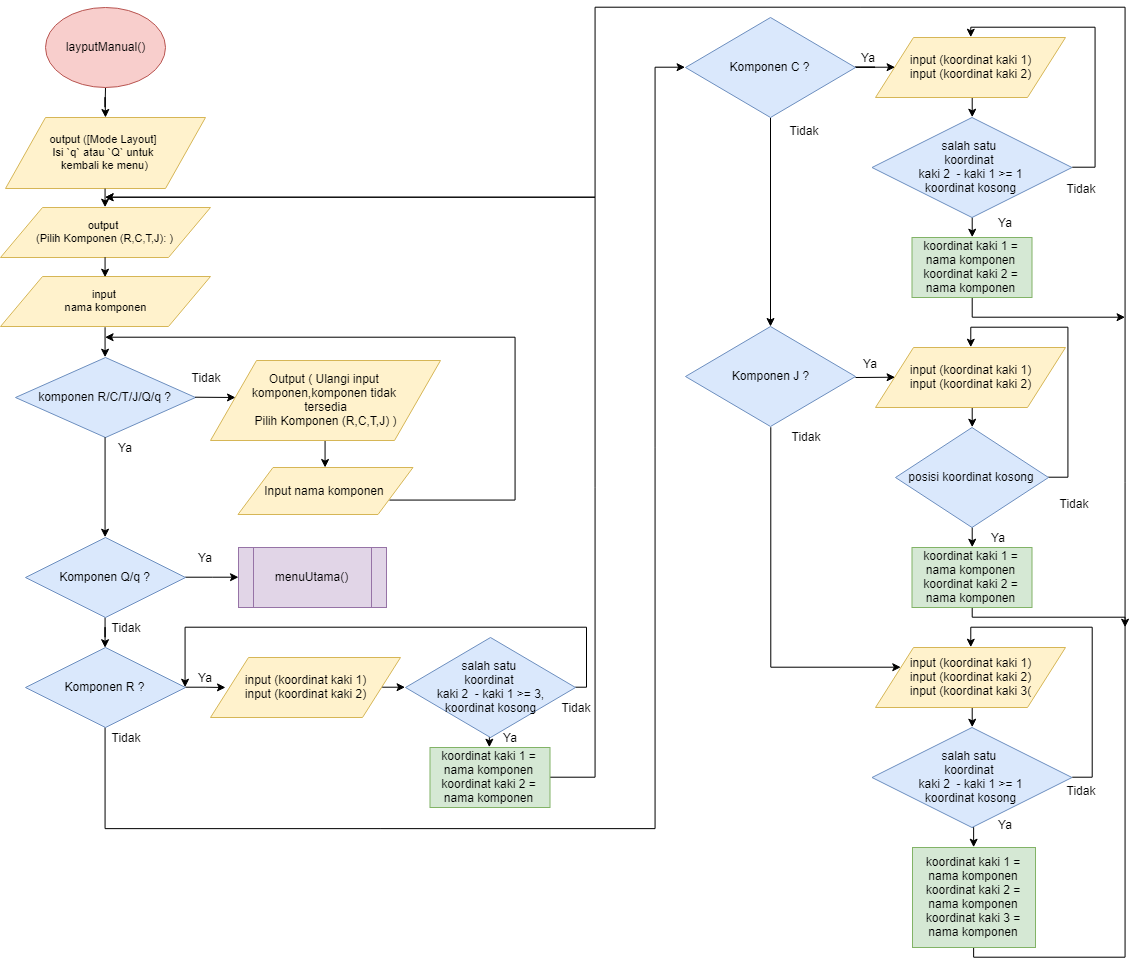 layputManual()
output ([Mode Layout]
Isi `q` atau `Q` untuk
kembali ke menu)
output
(Pilih Komponen (R,C,T,J): )
input
nama komponen
komponen R/C/T/J/Q/q ?
Tidak
Output ( Ulangi input
komponen,komponen tidak
tersedia
Pilih Komponen (R,C,T,J) )
Input nama komponen
Ya
Komponen Q/q ?
Ya
menuUtama()
Tidak
Komponen R ?
Ya
input (koordinat kaki 1)
input (koordinat kaki 2)
salah satu
koordinat
kaki 2 - kaki 1 >= 3,
koordinat kosong
Tidak
Ya
koordinat kaki 1 =
nama komponen
koordinat kaki 2 =
nama komponen
Tidak
Komponen C ?
Ya
input (koordinat kaki 1)
input (koordinat kaki 2)
salah satu
koordinat
kaki 2 - kaki 1 >= 1
koordinat kosong
Tidak
Ya
koordinat kaki 1 =
nama komponen
koordinat kaki 2 =
nama komponen
Tidak
Komponen J ?
Ya
input (koordinat kaki 1)
input (koordinat kaki 2)
posisi koordinat kosong
Tidak
Ya
koordinat kaki 1 =
nama komponen
koordinat kaki 2 =
nama komponen
Tidak
input (koordinat kaki 1)
input (koordinat kaki 2)
input (koordinat kaki 3(
salah satu
koordinat
kaki 2 - kaki 1 >= 1
koordinat kosong
Tidak
Ya
koordinat kaki 1 =
nama komponen
koordinat kaki 2 =
nama komponen
koordinat kaki 3 =
nama komponen